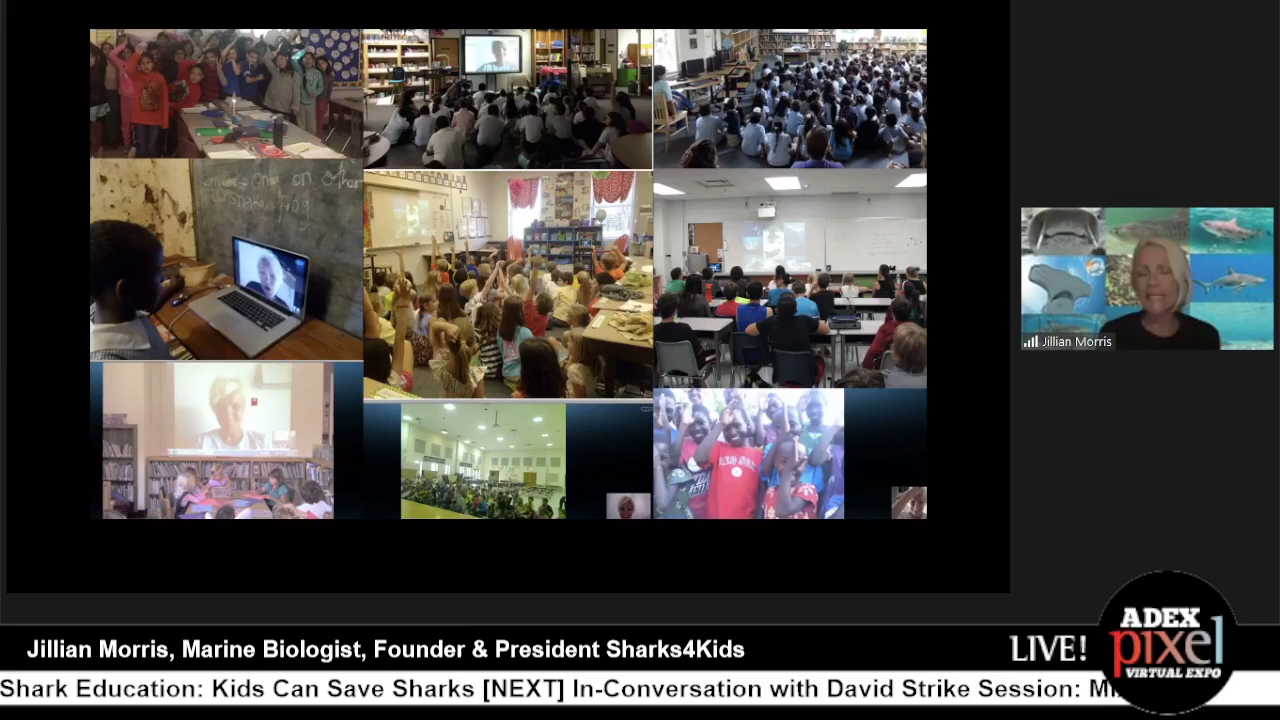 Jillian Morris
Jillian Morris, Marine Biologist, Founder & President Sharks4Kids
LIVE!
ADEX
pixel
VIRTUAL EXPO
Shark Education: Kids Can Save Sharks [NEXT] In-Conversation with David Strike Session: